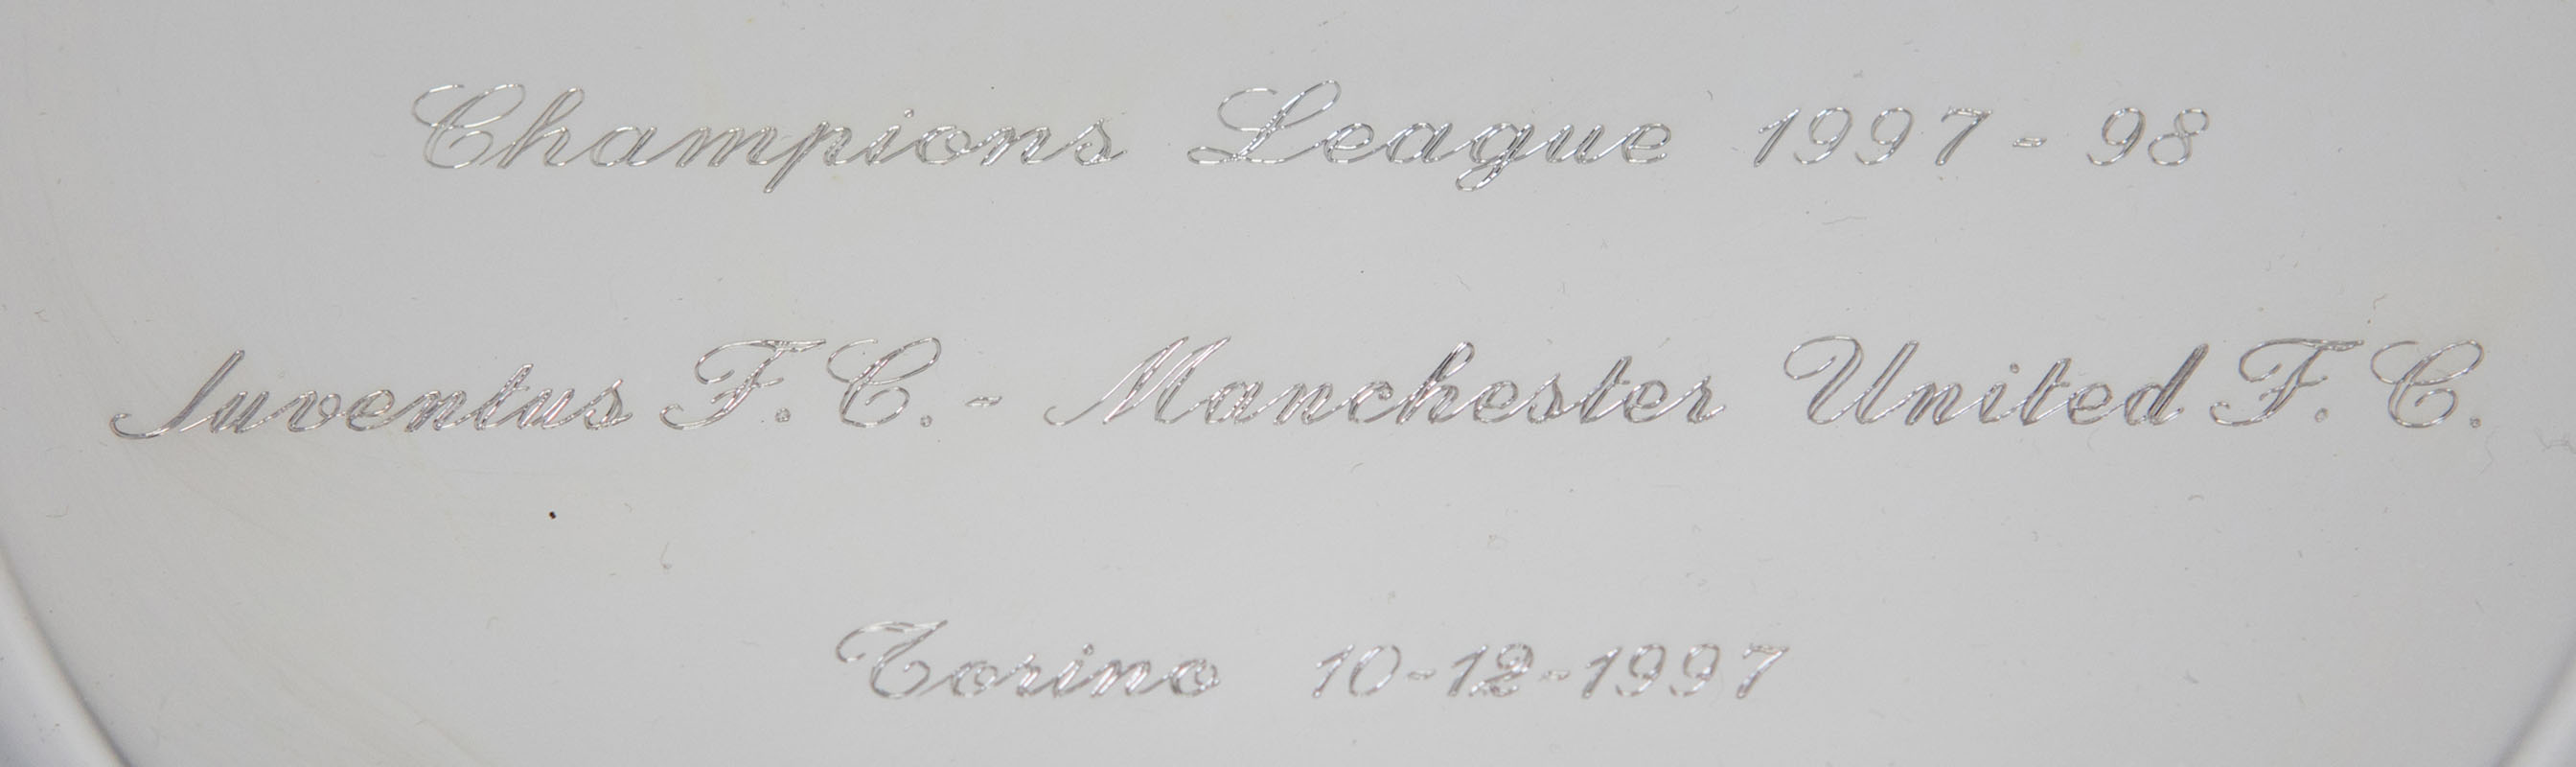 Champions League 1997-98
Juventus F.C.- Manchester United F.C.
Torino 10-12-1997